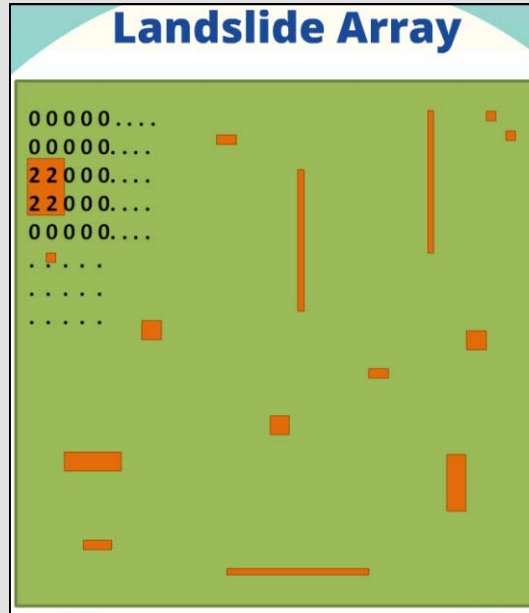 Landslide Array
00000....
00000....
22000....
22000....
00000....
. . . . .
. . . . .
. . . . .